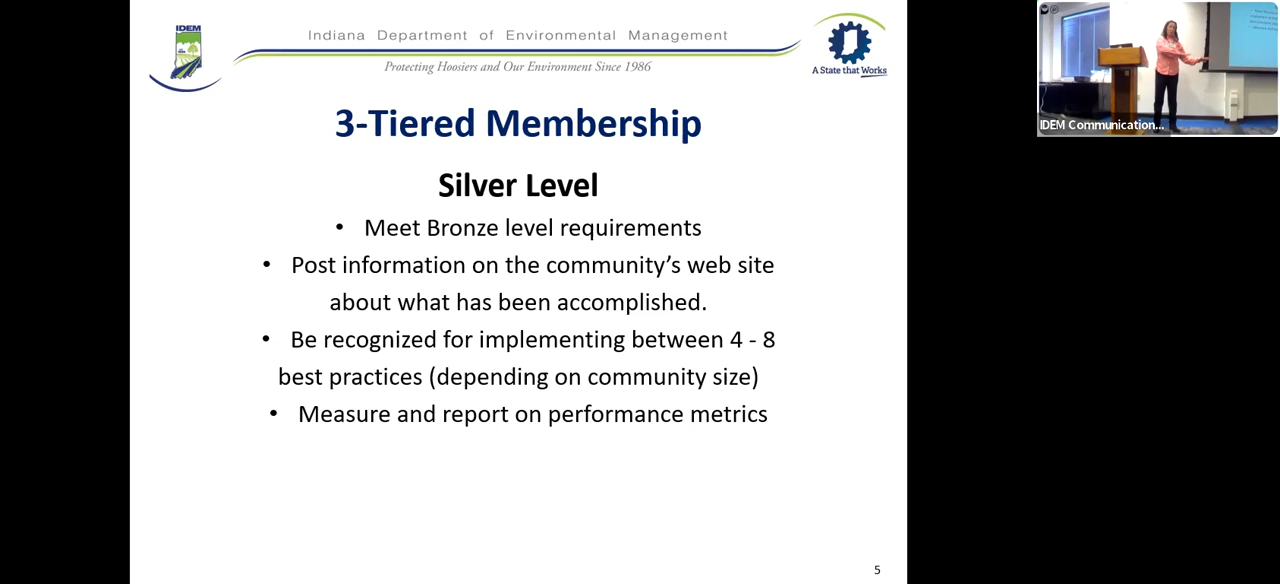 IDEM
Indiana Department of Environmental Management
Protecting Hoosiers and Our Environment Since 1986
A State that Works
3-Tiered Membership
Silver Level
• Meet Bronze level requirements
• Post information on the community’s web site
about what has been accomplished.
• Be recognized for implementing between 4 - 8
best practices (depending on community size)
• Measure and report on performance metrics
5
IDEM Communication...